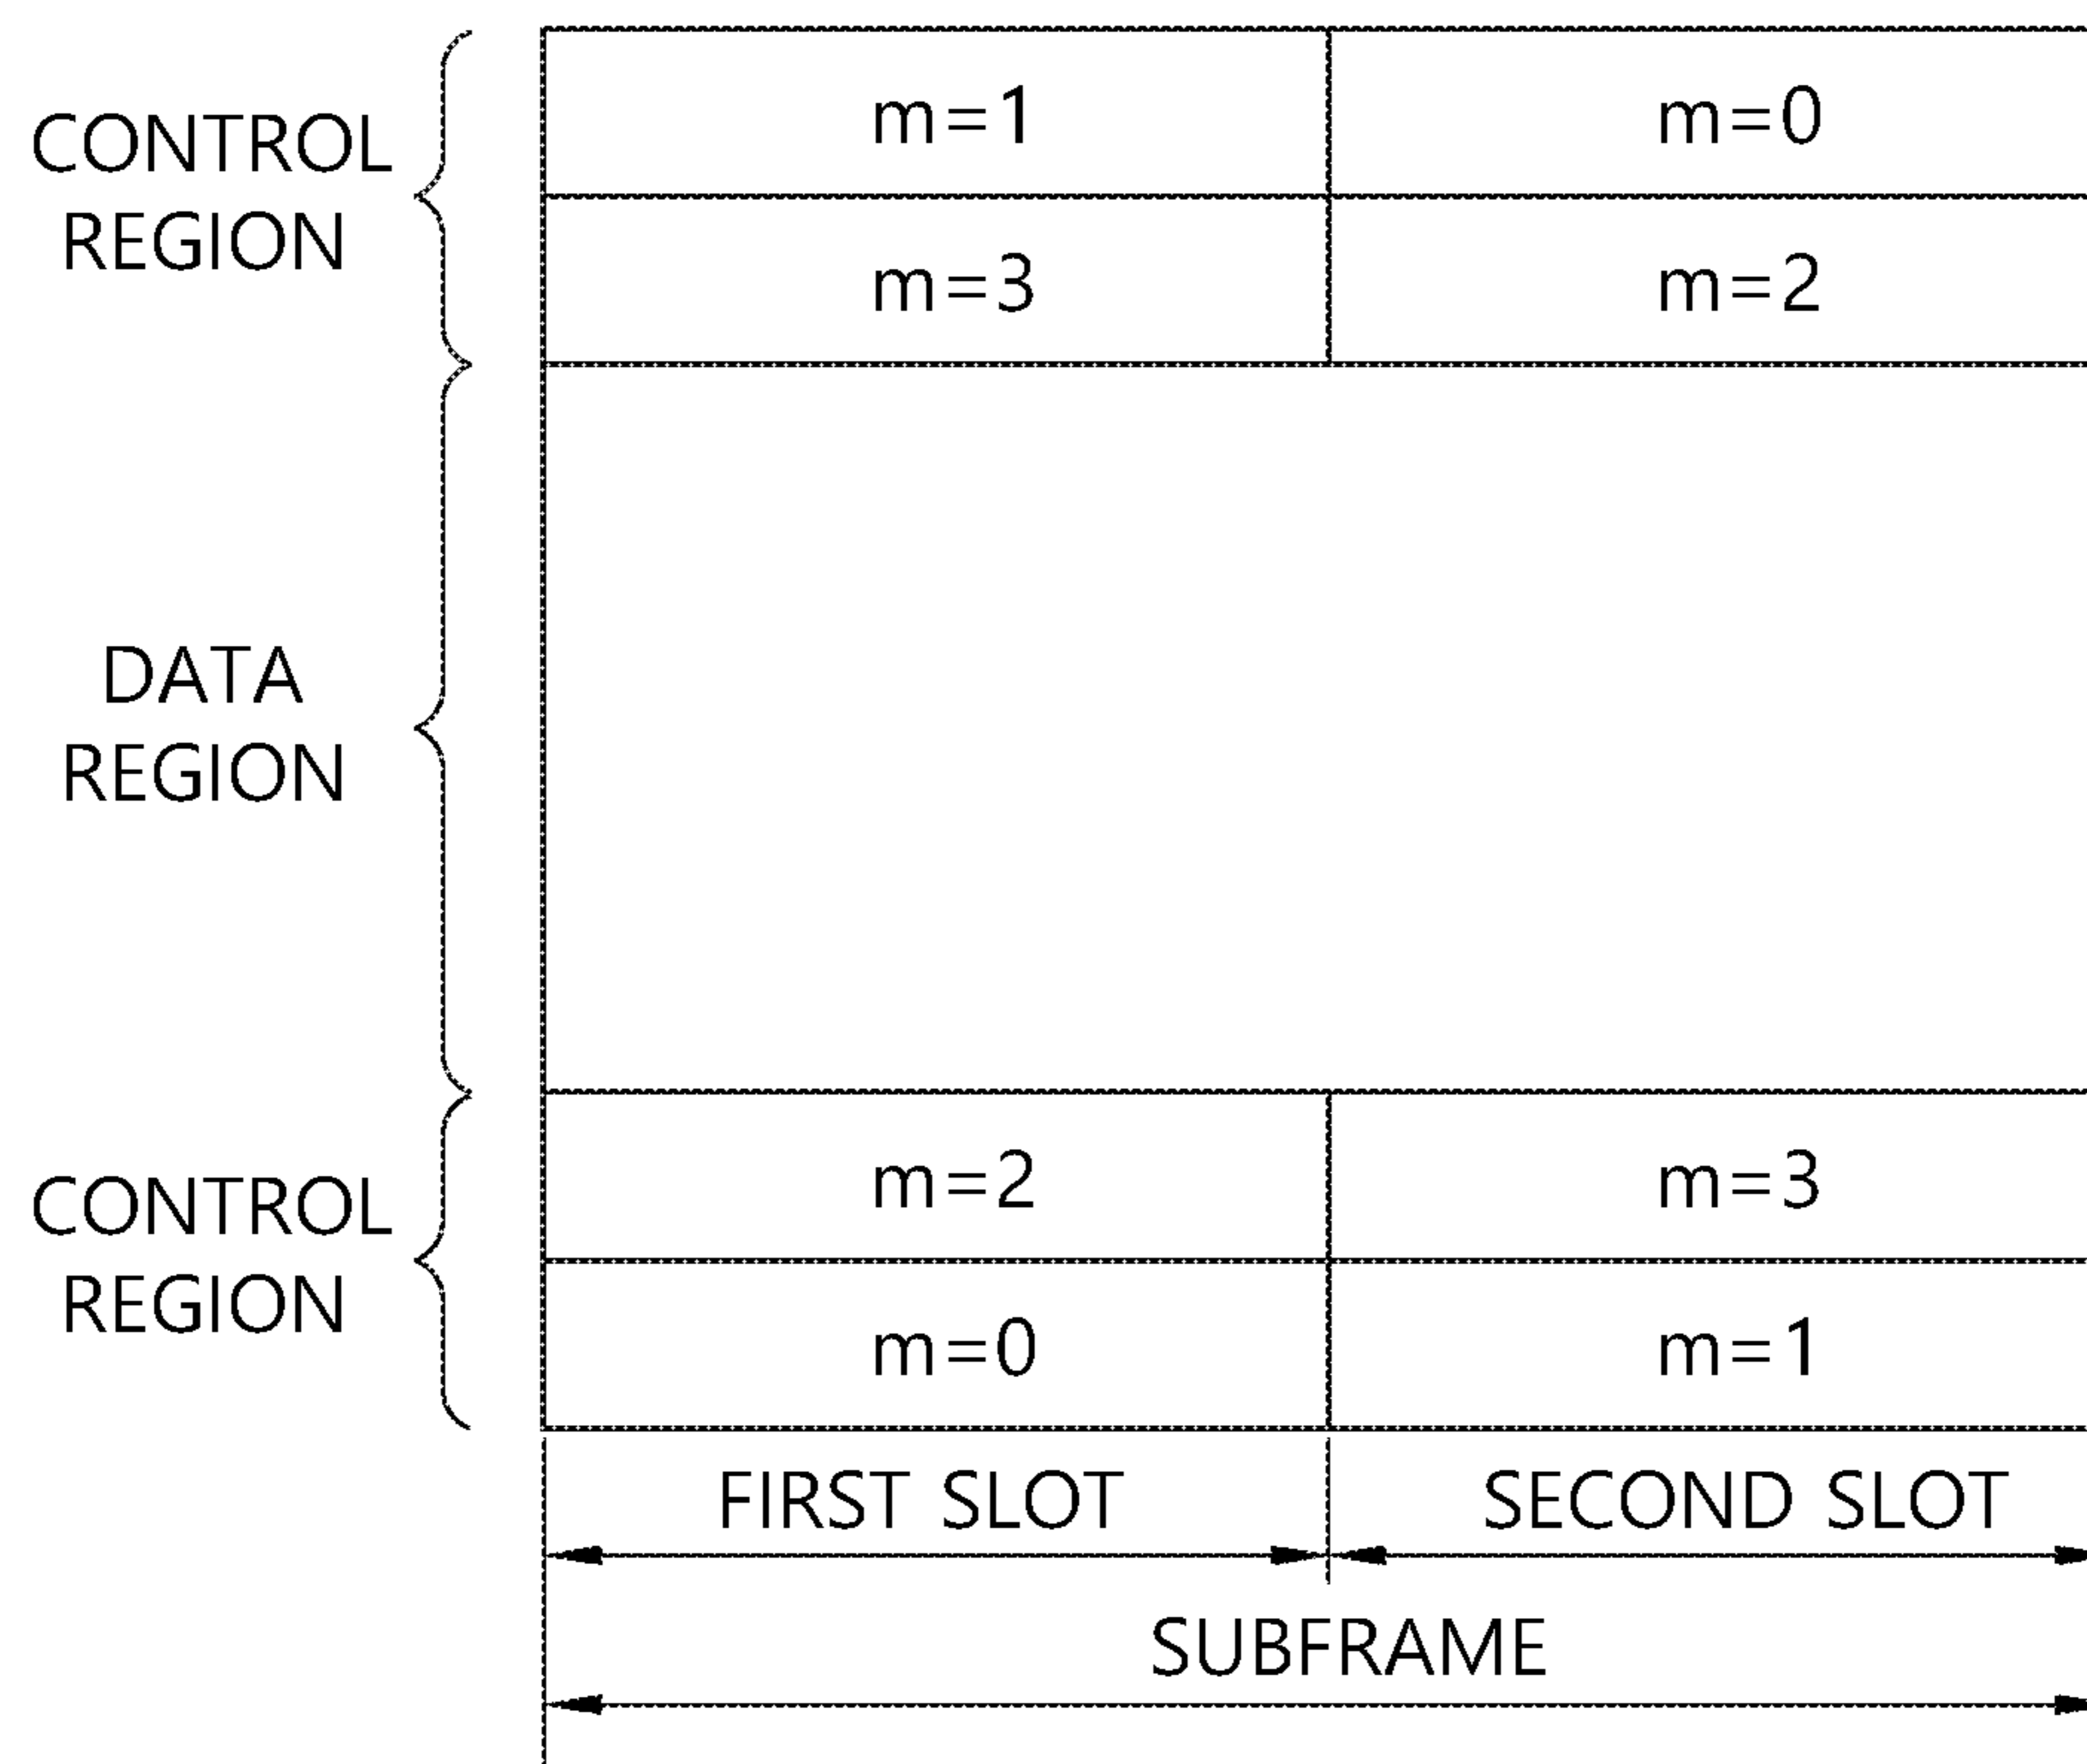 CONTROL
REGION
m=1
m=0
m=3
m=2
DATA
REGION
CONTROL
REGION
m=2
m=3
m=0
m=1
FIRST SLOT
SECOND SLOT
SUBFRAME